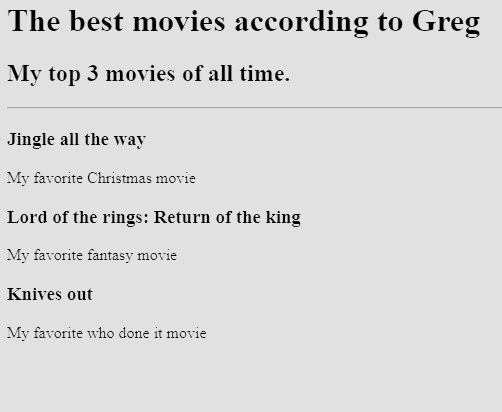 The best movies according to Greg
My top 3 movies of all time.
Jingle all the way
My favorite Christmas movie
Lord of the rings: Return of the king
My favorite fantasy movie
Knives out
My favorite who done it movie